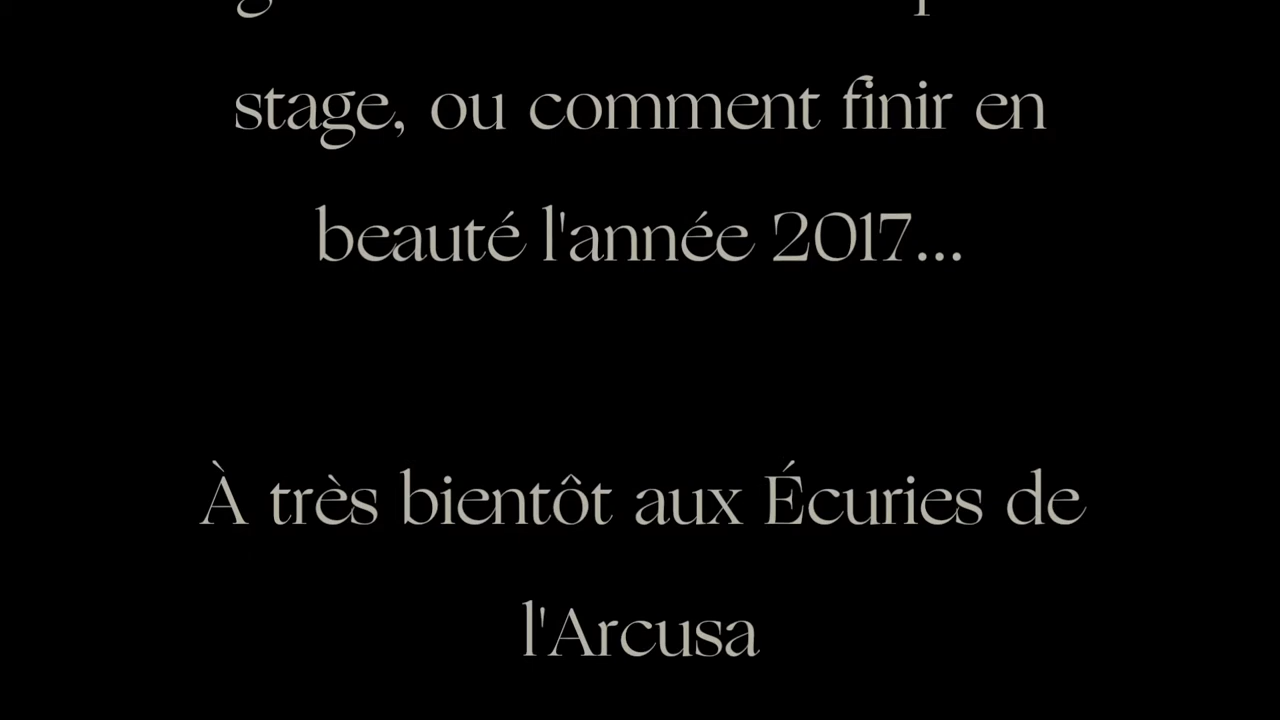 stage, ou comment finir en
beauté l'année 2017...
À très bientôt aux Écuries de
l'Arcusa